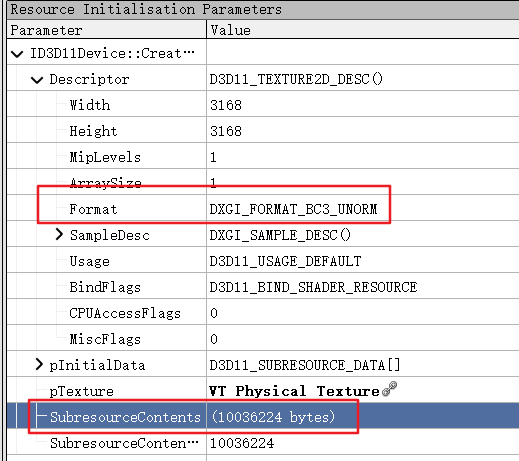 Resource Initialisation Parameters
Parameter Value
ID3D11Device::Creat···
Descriptor D3D11_TEXTURE2D_DESC()
Width 3168
Height 3168
MipLevels 1
ArraySize 1
Format DXGI_FORMAT_BC3_UNORM
SampleDesc DXGI_SAMPLE_DESC()
Usage D3D11_USAGE_DEFAULT
BindFlags D3D11_BIND_SHADER_RESOURCE
CPUAccessFlags 0
MiscFlags 0
pInitialData D3D11_SUBRESOURCE_DATA[]
pTexture VT Physical Texture
SubresourceContents (10036224 bytes)
SubresourceConten··· 10036224